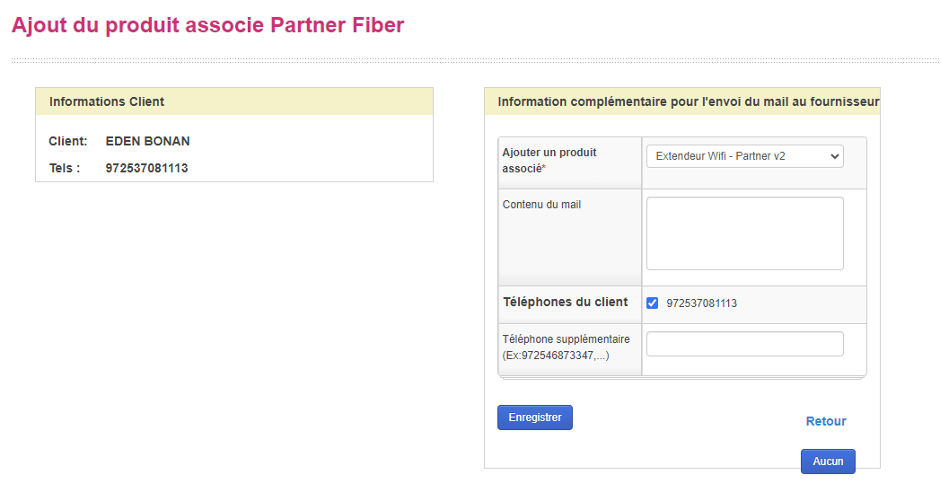 Ajout du produit associe Partner Fiber
Informations Client
Client: EDEN BONAN
Tels : 972537081113
Information complémentaire pour l'envoi du mail au fournisseur
Ajouter un produit
associé*
Extendeur Wifi - Partner v2
Contenu du mail
Téléphones du client
972537081113
Téléphone supplémentaire
(Ex:972546873347,...)
Enregistrer
Retour
Aucun